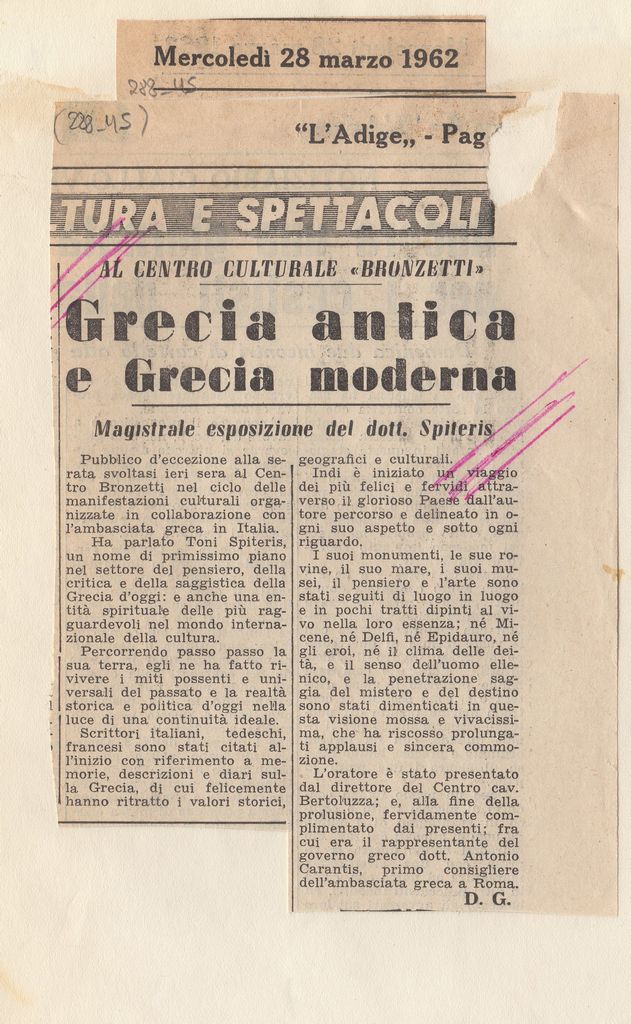 Mercoledì 28 marzo 1962
288-45
(228-45)
"L'Adige„ - Pag
TURA E SPETTACOLI
AL CENTRO CULTURALE «BRONZETTI»
Grecia antica
e Grecia moderna
Magistrale esposizione del dott. Spiteris
Pubblico d'eccezione alla se-
rata svoltasi ieri sera al Cen-
tro Bronzetti nel ciclo delle
manifestazioni culturali orga-
nizzate in collaborazione con
l'ambasciata greca in Italia.
Ha parlato Toni Spiteris,
un nome di primissimo piano
nel settore del pensiero, della
critica e della saggistica della
Grecia d'oggi: e anche una en-
tità spirituale delle più rag-
guardevoli nel mondo interna-
zionale della cultura.
Percorrendo passo passo la
sua terra, egli ne ha fatto ri-
vivere i miti possenti e uni-
versali del passato e la realtà
storica e politica d'oggi nella
luce di una continuità ideale.
Scrittori italiani, tedeschi,
francesi sono stati citati al-
l'inizio con riferimento a me-
morie, descrizioni e diari sul-
la Grecia, di cui felicemente
hanno ritratto i valori storici,
geografici e culturali.
Indi è iniziato un viaggio
dei più felici e fervidi attra-
verso il glorioso Paese dall'au-
tore percorso e delineato in o-
gni suo aspetto e sotto ogni
riguardo.
I suoi monumenti, le sue ro-
vine, il suo mare, i suoi mu-
sei, il pensiero e l'arte sono
stati seguiti di luogo in luogo
e in pochi tratti dipinti al vi-
vo nella loro essenza; né Mi-
cene, né Delfi, né Epidauro, né
gli eroi, né il clima delle dei-
tà, e il senso dell'uomo elle-
nico, e la penetrazione sag-
gia del mistero e del destino
sono stati dimenticati in que-
sta visione mossa e vivacissi-
ma, che ha riscosso prolunga-
ti applausi e sincera commo-
zione.
L'oratore è stato presentato
dal direttore del Centro cav.
Bertoluzza; e, alla fine della
prolusione, fervidamente com-
plimentato dai presenti; fra
cui era il rappresentante del
governo greco dott. Antonio
Carantis, primo consigliere
dell'ambasciata greca a Roma.
D. G.